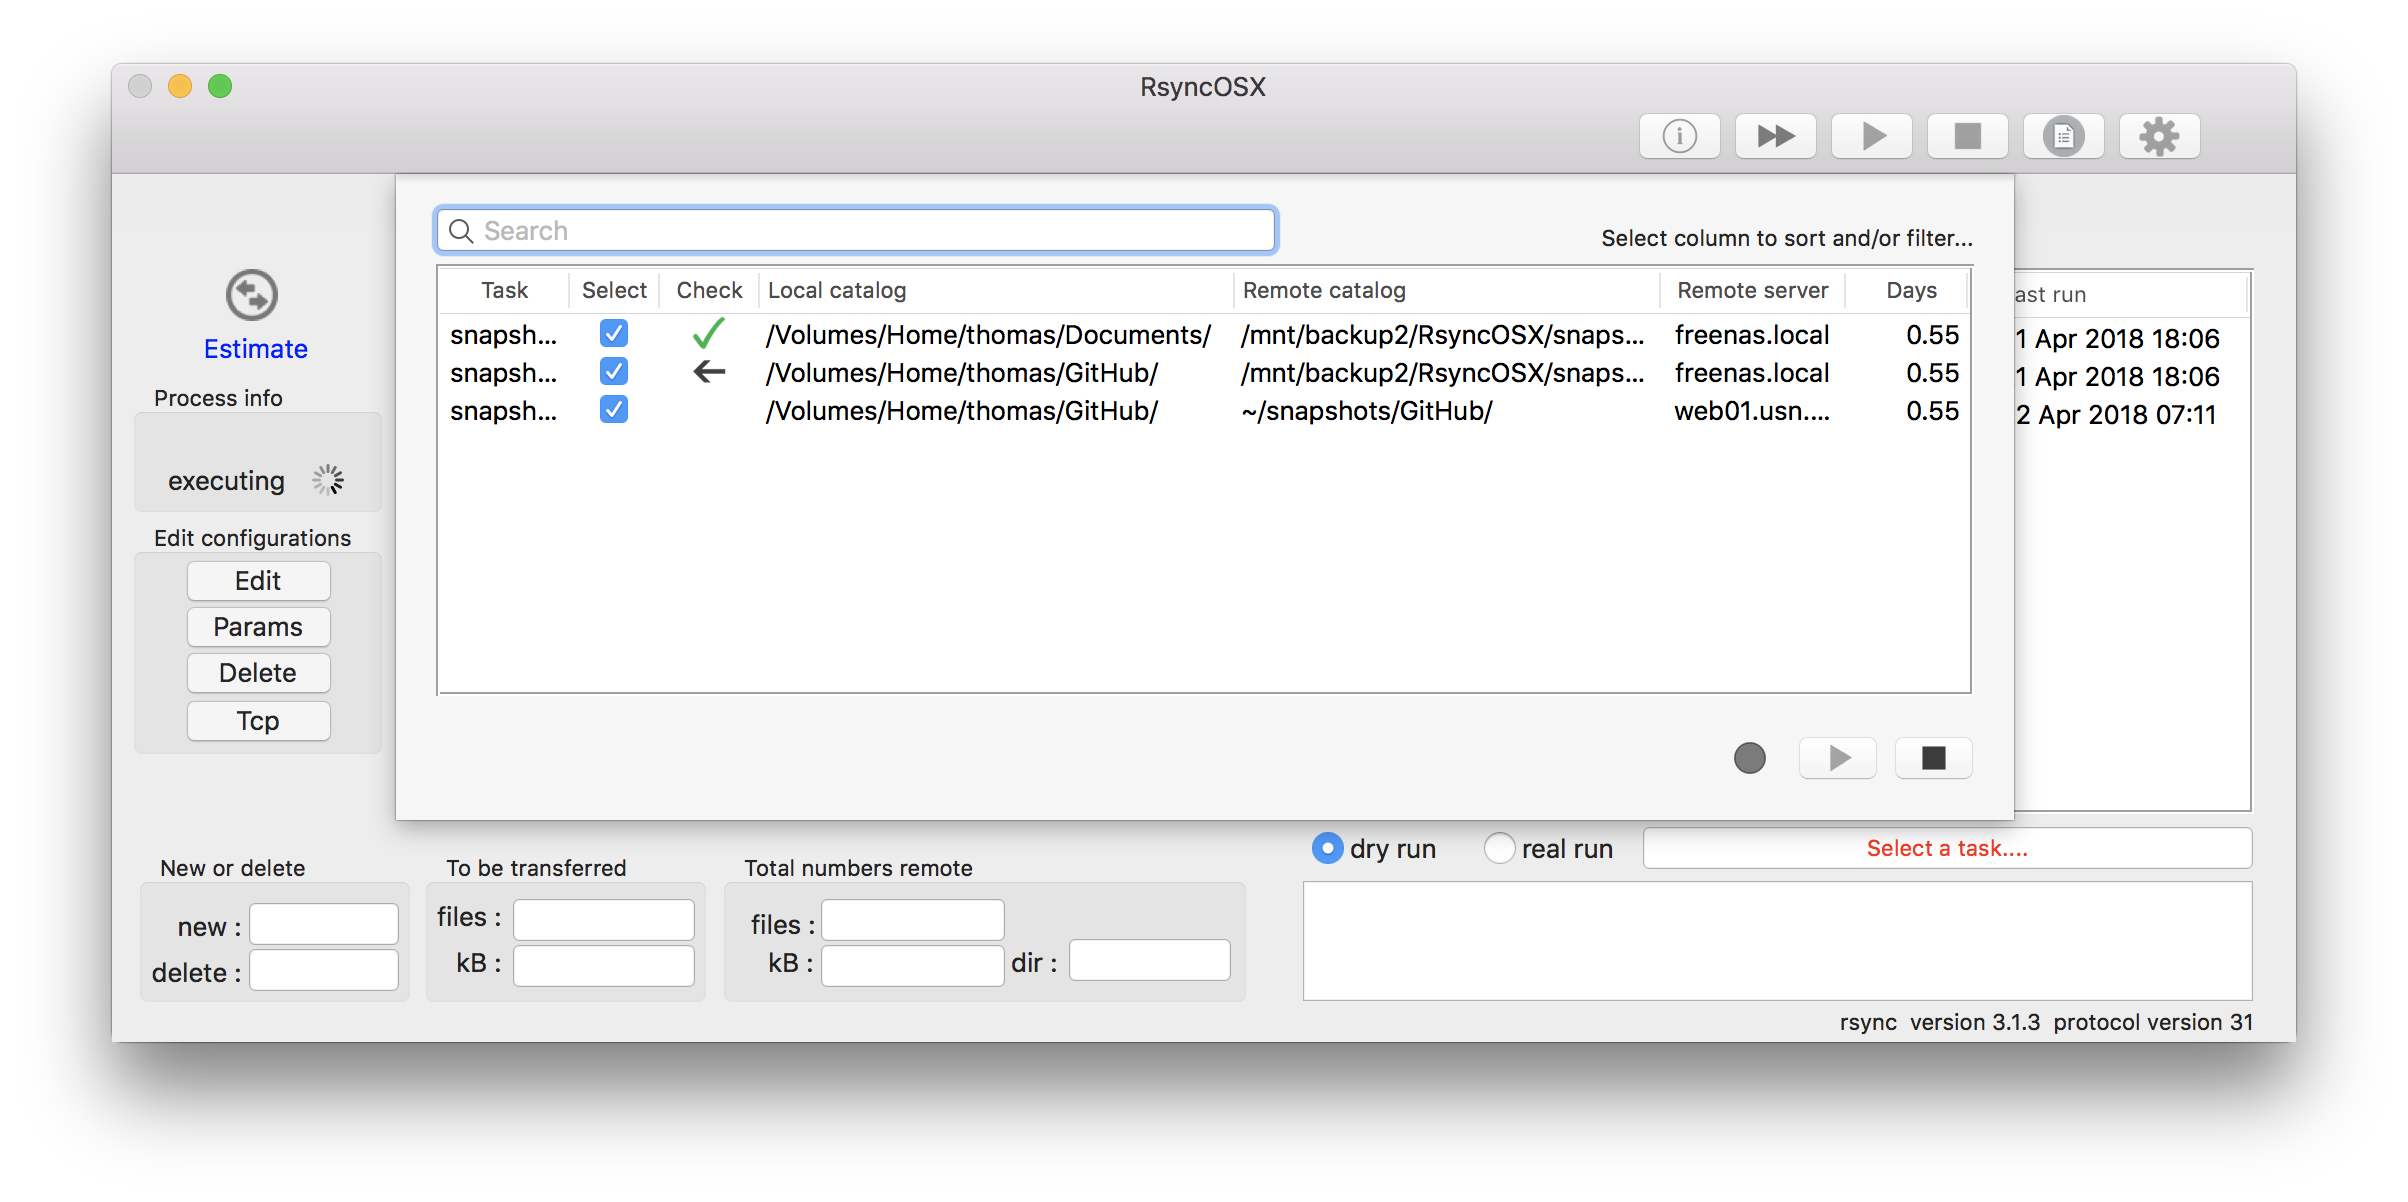 RsyncOSX
Search
Select column to sort and/or filter...
Task Select Check Local catalog Remote catalog Remote server Days
snapsh... /Volumes/Home/thomas/Documents/ /mnt/backup2/RsyncOSX/snaps... freenas.local 0.55
snapsh... /Volumes/Home/thomas/GitHub/ /mnt/backup2/RsyncOSX/snaps... freenas.local 0.55
snapsh... /Volumes/Home/thomas/GitHub/ ~/snapshots/GitHub/ web01.usn.... 0.55
ast run
1 Apr 2018 18:06
1 Apr 2018 18:06
2 Apr 2018 07:11
Estimate
Process info
executing
Edit configurations
Edit
Params
Delete
Tcp
dry run real run Select a task....
New or delete
new :
delete :
To be transferred
files :
kB :
Total numbers remote
files :
kB : dir :
rsync version 3.1.3 protocol version 31